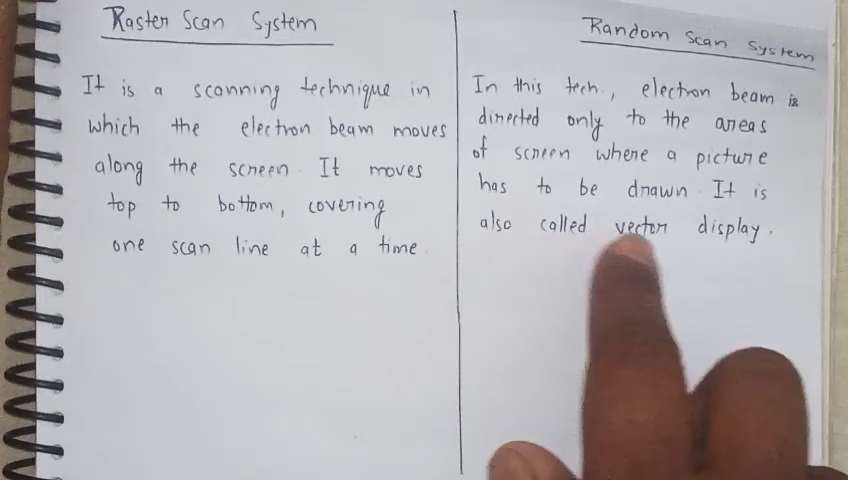 Raster Scan System
It is a scanning technique in
which the electron beam moves
along the screen. It moves
top to bottom, covering
one scan line at a time.
Random Scan System
In this tech., electron beam is
directed only to the areas
of screen where a picture
has to be drawn. It is
also called vector display.